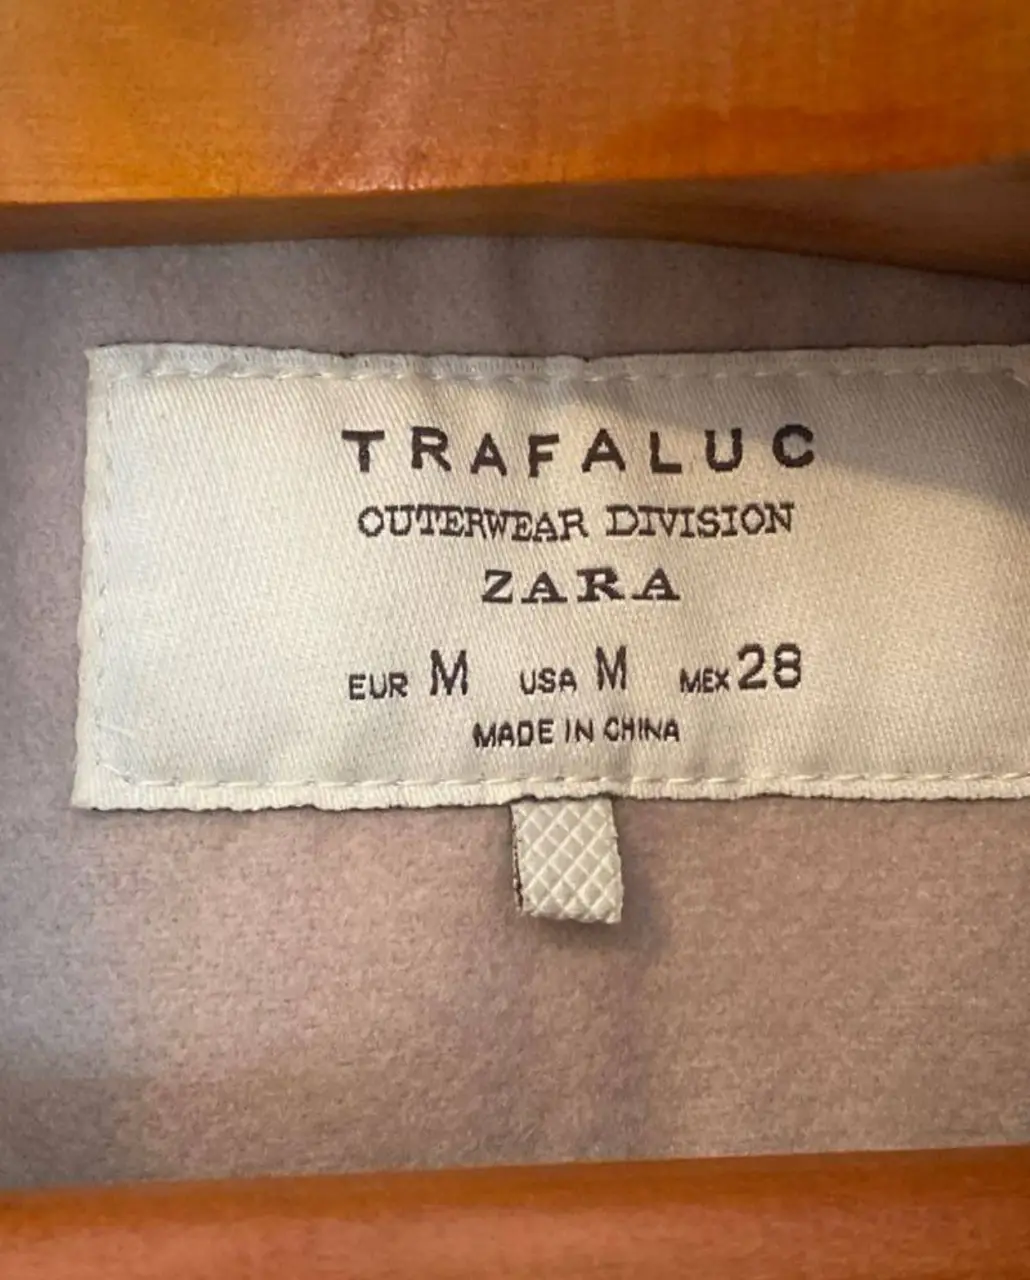 TRAFALUC
OUTERWEAR DIVISION
ZARA
EUR M USA M MEX 28
MADE IN CHINA